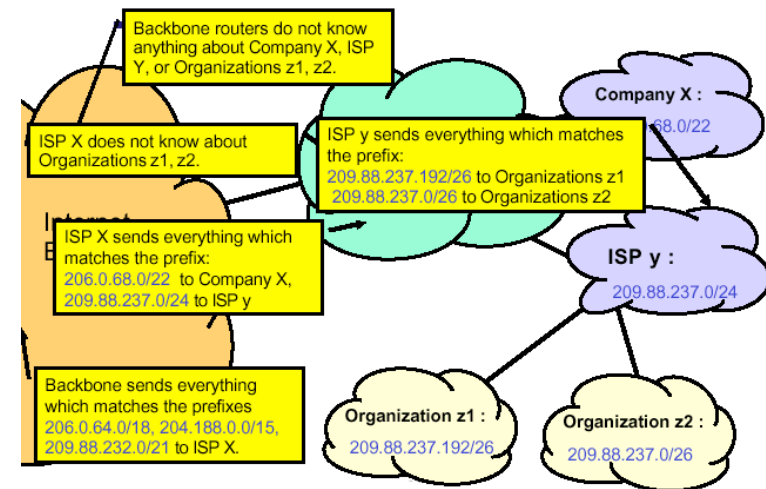 Backbone routers do not know
anything about Company X, ISP
Y, or Organizations z1, z2.
ISP X does not know about
Organizations z1, z2.
ISP y sends everything which matches
the prefix:
209.88.237.192/26 to Organizations z1
209.88.237.0/26 to Organizations z2
Company X :
.68.0/22
Internet
ISP X sends everything which
matches the prefix:
206.0.68.0/22 to Company X,
209.88.237.0/24 to ISP y
ISP y :
209.88.237.0/24
Backbone sends everything
which matches the prefixes
206.0.64.0/18, 204.188.0.0/15,
209.88.232.0/21 to ISP X.
Organization z1 :
209.88.237.192/26
Organization z2 :
209.88.237.0/26